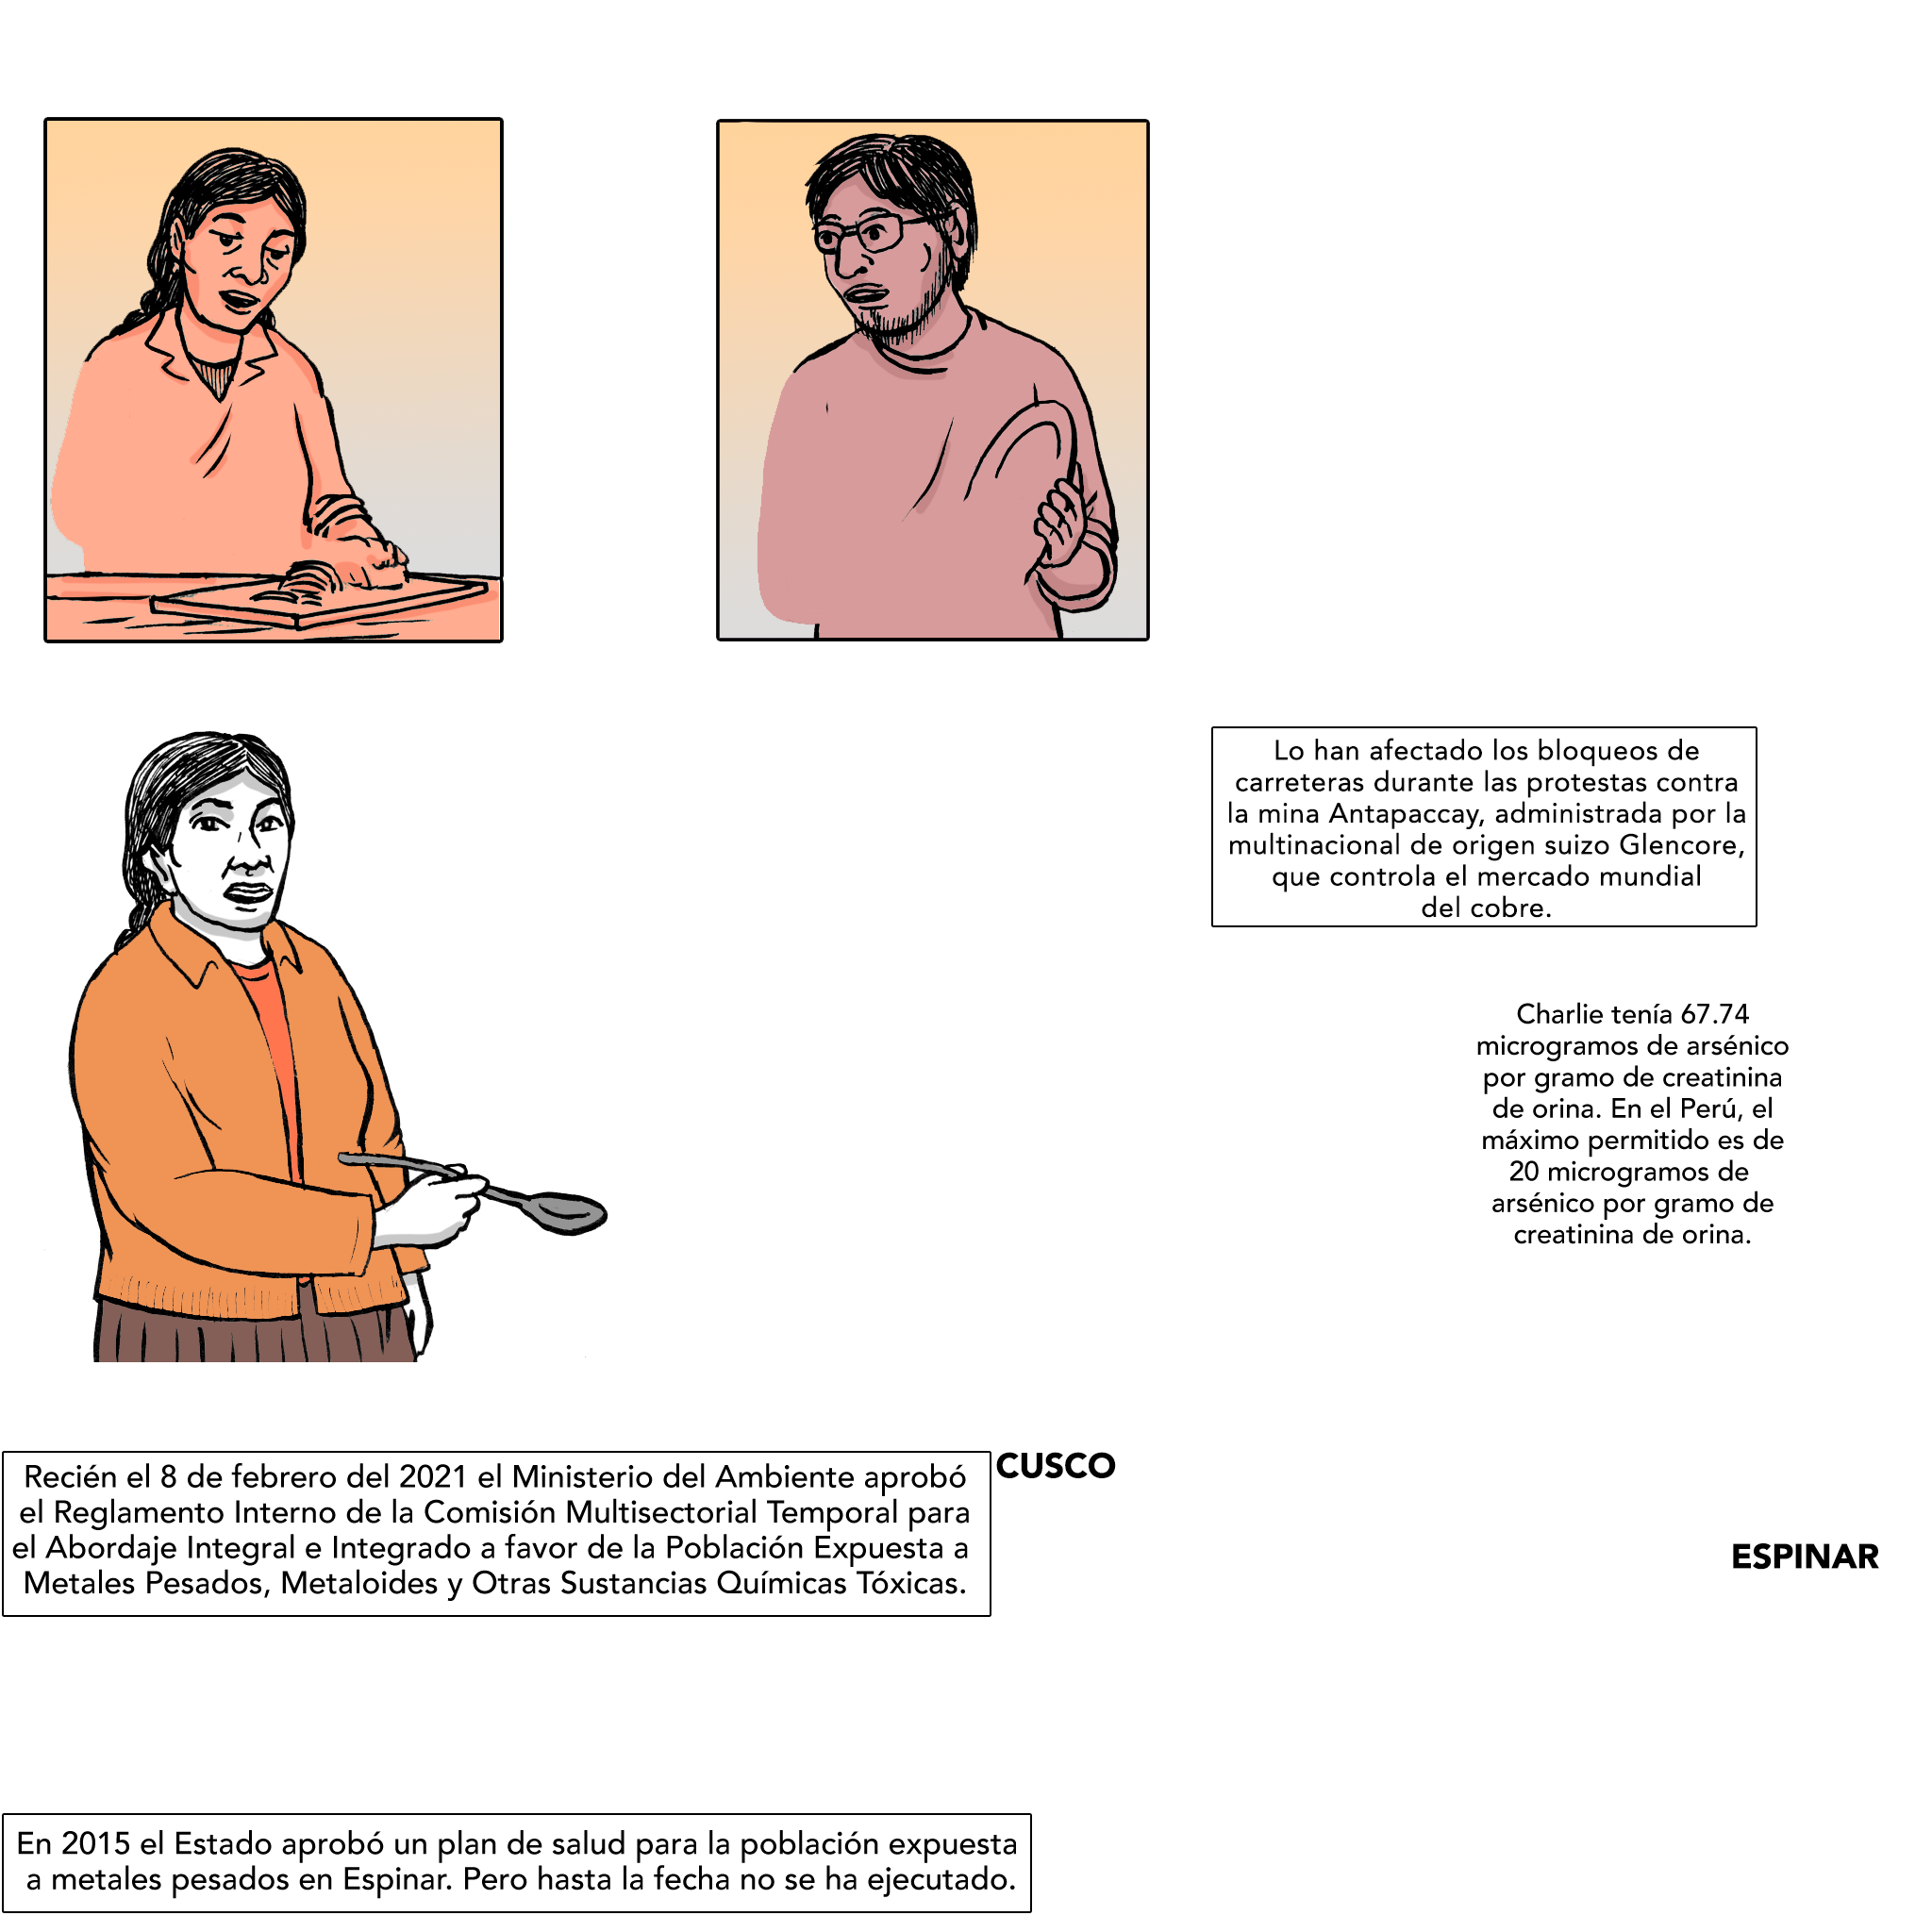 Lo han afectado los bloqueos de
carreteras durante las protestas contra
la mina Antapaccay, administrada por la
multinacional de origen suizo Glencore,
que controla el mercado mundial
del cobre.
Charlie tenía 67.74
microgramos de arsénico
por gramo de creatinina
de orina. En el Perú, el
máximo permitido es de
20 microgramos de
arsénico por gramo de
creatinina de orina.
Recién el 8 de febrero del 2021 el Ministerio del Ambiente aprobó
el Reglamento Interno de la Comisión Multisectorial Temporal para
el Abordaje Integral e Integrado a favor de la Población Expuesta a
Metales Pesados, Metaloides y Otras Sustancias Químicas Tóxicas.
CUSCO
ESPINAR
En 2015 el Estado aprobó un plan de salud para la población expuesta
a metales pesados en Espinar. Pero hasta la fecha no se ha ejecutado.